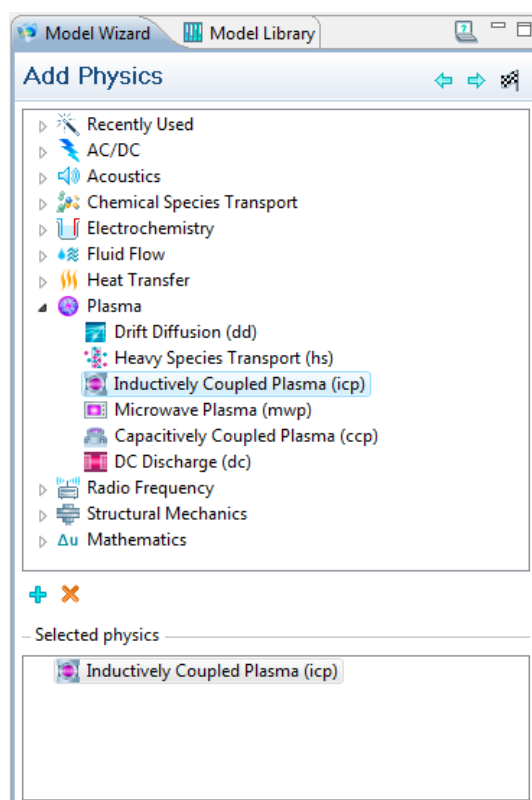 Model Wizard Model Library
Add Physics
Recently Used
AC/DC
Acoustics
Chemical Species Transport
Electrochemistry
Fluid Flow
Heat Transfer
Plasma
Drift Diffusion (dd)
Heavy Species Transport (hs)
Inductively Coupled Plasma (icp)
Microwave Plasma (mwp)
Capacitively Coupled Plasma (ccp)
DC Discharge (dc)
Radio Frequency
Structural Mechanics
Δu Mathematics
Selected physics
Inductively Coupled Plasma (icp)